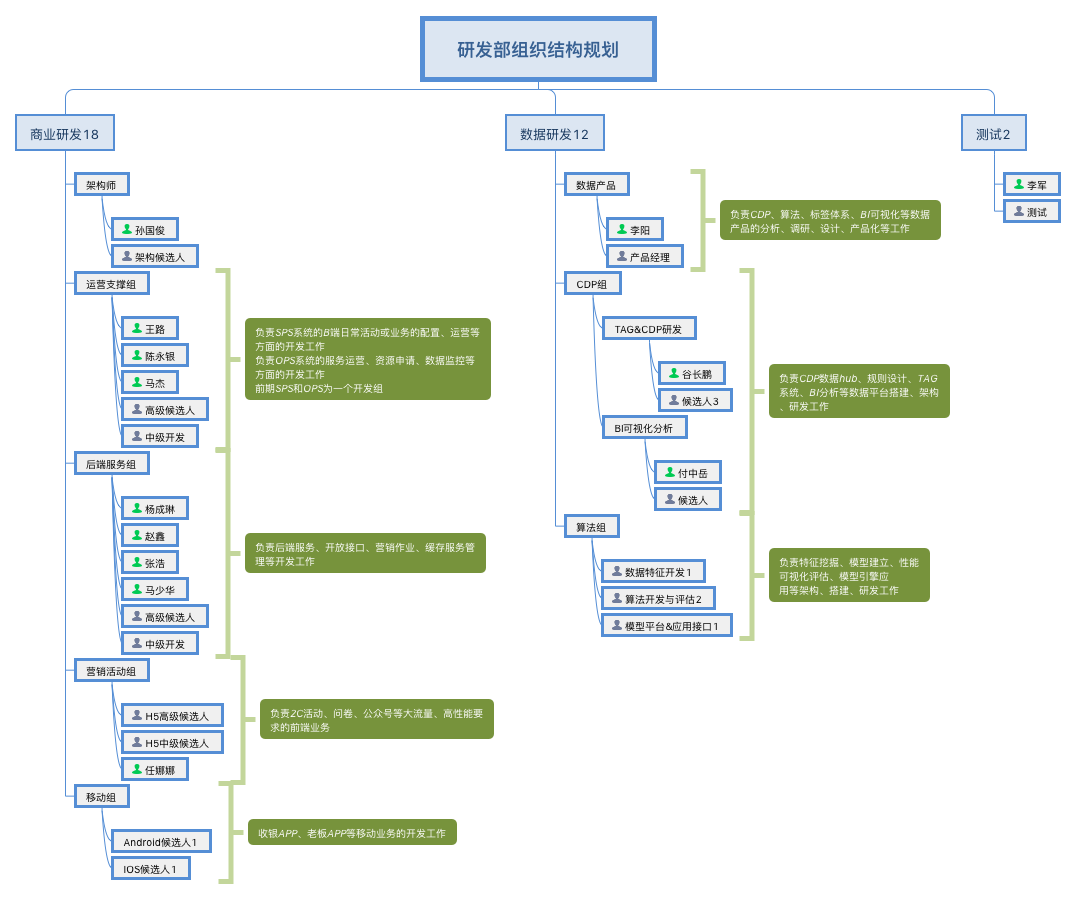 研发部组织结构规划
商业研发18
架构师
孙国俊
架构候选人
运营支撑组
王路
陈永银
马杰
高级候选人
中级开发
负责SPS系统的B端日常活动或业务的配置、运营等
方面的开发工作
负责OPS系统的服务运营、资源申请、数据监控等
方面的开发工作
前期SPS和OPS为一个开发组
后端服务组
杨成琳
赵鑫
张浩
马少华
高级候选人
中级开发
负责后端服务、开放接口、营销作业、缓存服务管
理等开发工作
营销活动组
H5高级候选人
H5中级候选人
任娜娜
负责2C活动、问卷、公众号等大流量、高性能要
求的前端业务
移动组
Android候选人1
IOS候选人1
收银APP、老板APP等移动业务的开发工作
数据研发12
数据产品
李阳
产品经理
负责CDP、算法、标签体系、BI可视化等数据
产品的分析、调研、设计、产品化等工作
CDP组
TAG&CDP研发
谷长鹏
候选人3
BI可视化分析
付中岳
候选人
负责CDP数据hub、规则设计、TAG
系统、BI分析等数据平台搭建、架构
、研发工作
算法组
数据特征开发1
算法开发与评估2
模型平台&应用接口1
负责特征挖掘、模型建立、性能
可视化评估、模型引擎应
用等架构、搭建、研发工作
测试2
李军
测试